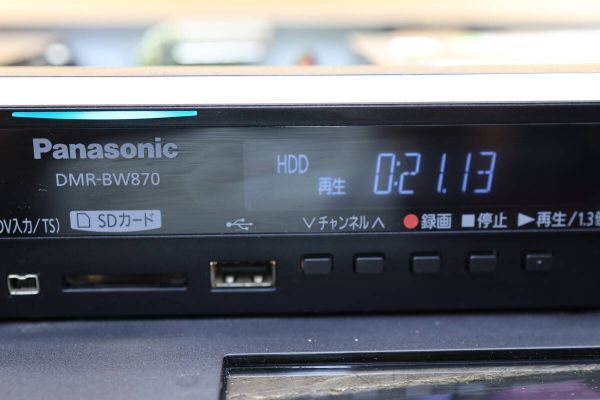 Panasonic
DMR-BW870
HDD
再生
0:21.13
DV入力/TS)
SDカード
∨チャンネル∧
●録画
■停止
▶再生/1.3倍